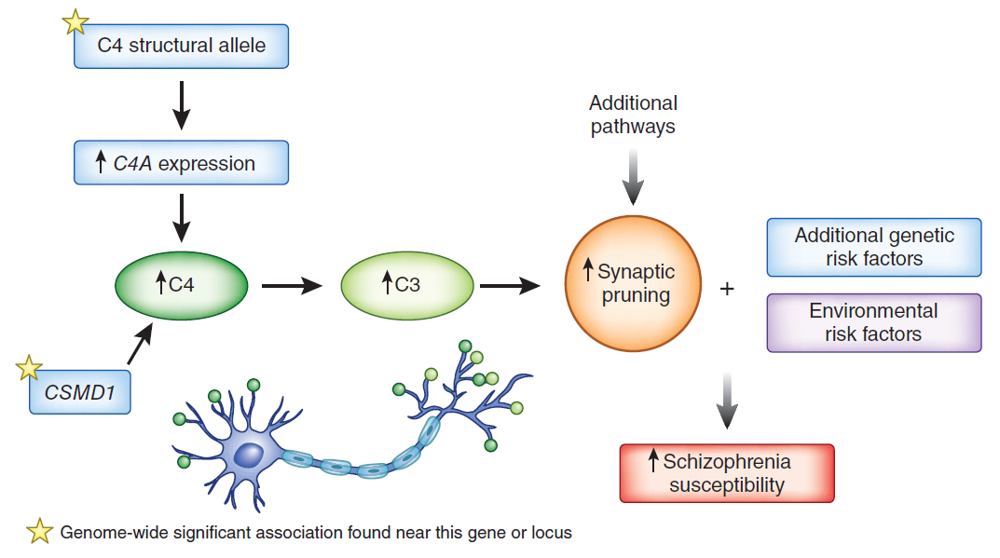 C4 structural allele
↑ C4A expression
↑C4
CSMD1
↑C3
Additional
pathways
↑ Synaptic
pruning
+
Additional genetic
risk factors
Environmental
risk factors
↑ Schizophrenia
susceptibility
Genome-wide significant association found near this gene or locus